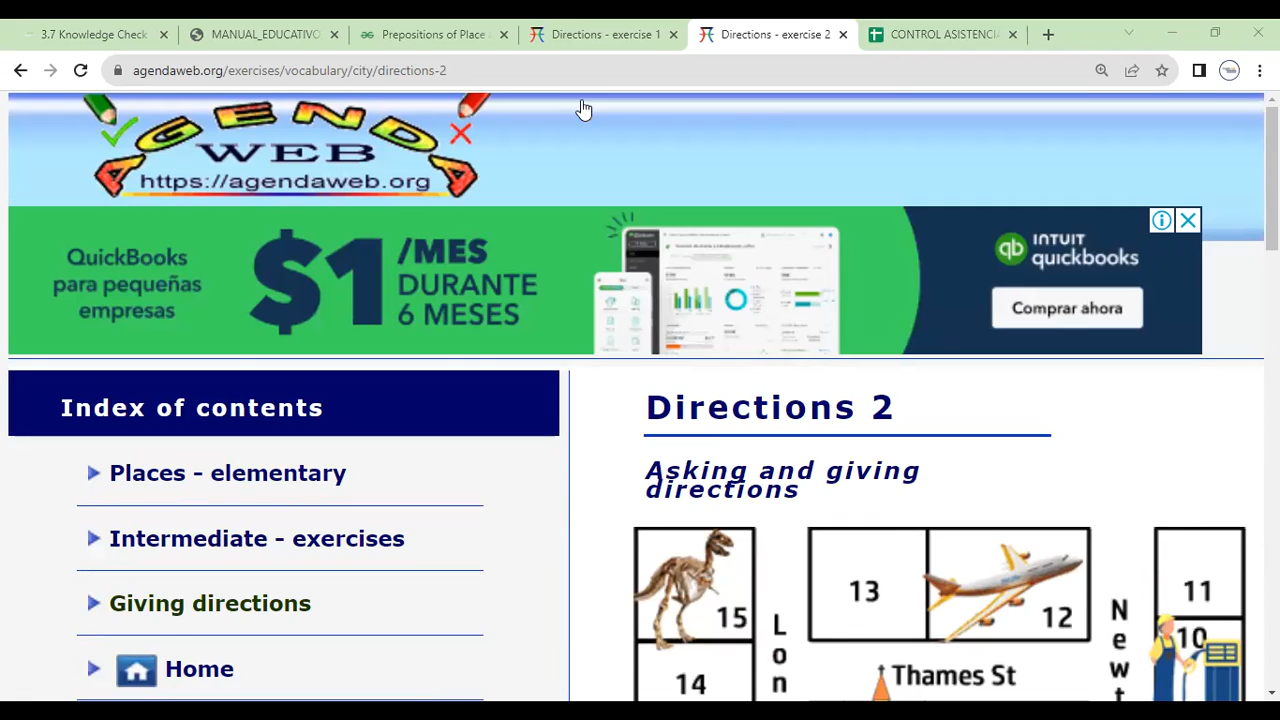 3.7 Knowledge Check
MANUAL_EDUCATIVO
Prepositions of Place
Directions - exercise 1
Directions - exercise 2
CONTROL ASISTENCIA
agendaweb.org/exercises/vocabulary/city/directions-2
AGENDA
WEB
https://agendaweb.org
QuickBooks
para pequeñas
empresas
$1
/MES
DURANTE
6 MESES
INTUIT
quickbooks
Comprar ahora
Index of contents
Places - elementary
Intermediate - exercises
Giving directions
Home
Directions 2
Asking and giving
directions
15
14
Lon
13
12
Thames St
Newt
11
10